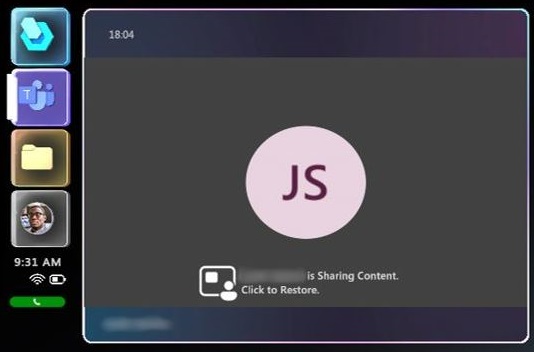 18:04
T
JS
is Sharing Content.
Click to Restore.
9:31 AM